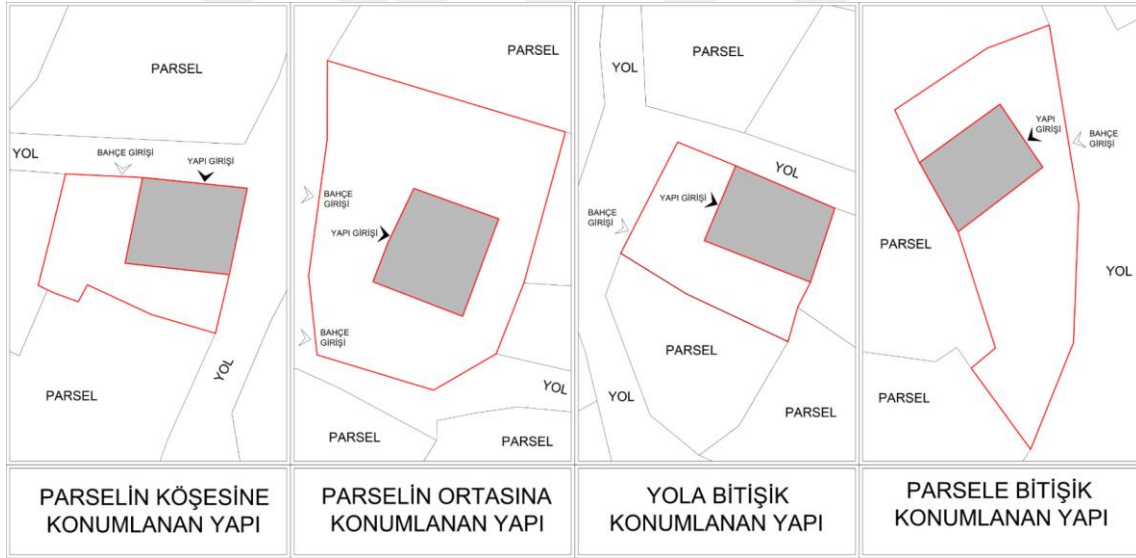 PARSEL
YOL
BAHÇE GİRİŞİ
YAPI GİRİŞİ
PARSEL
YOL
PARSELİN KÖŞESİNE
KONUMLANAN YAPI
PARSEL
BAHÇE
GİRİŞİ
YAPI GİRİŞİ
BAHÇE
GİRİŞİ
YOL
PARSEL
PARSEL
PARSELİN ORTASINA
KONUMLANAN YAPI
PARSEL
YOL
YOL
YAPI GİRİŞİ
BAHÇE
GİRİŞİ
PARSEL
YOL
PARSEL
YOLA BİTİŞİK
KONUMLANAN YAPI
YAPI
GİRİŞİ
BAHÇE
GİRİŞİ
PARSEL
YOL
PARSEL
PARSELE BİTİŞİK
KONUMLANAN YAPI